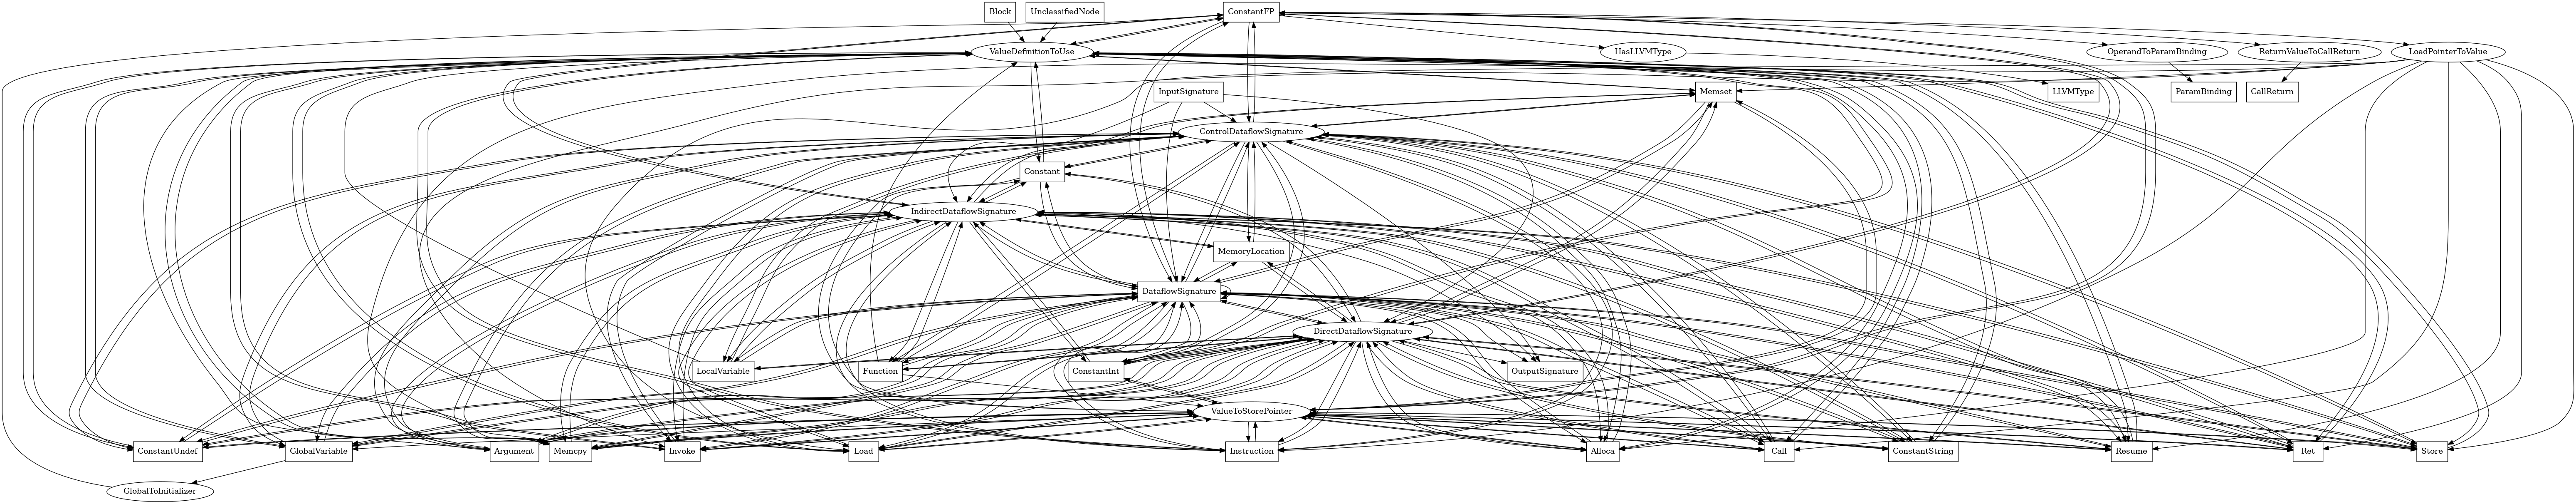 Block
UnclassifiedNode
ConstantFP
ValueDefinitionToUse
HasLLVMType
OperandToParamBinding
ReturnValueToCallReturn
LoadPointerToValue
InputSignature
Memset
LLVMType
ParamBinding
CallReturn
ControlDataflowSignature
Constant
IndirectDataflowSignature
MemoryLocation
DataflowSignature
DirectDataflowSignature
LocalVariable
Function
ConstantInt
OutputSignature
ValueToStorePointer
ConstantUndef
GlobalVariable
Argument
Memcpy
Invoke
Load
Instruction
Alloca
Call
ConstantString
Resume
Ret
Store
GlobalToInitializer